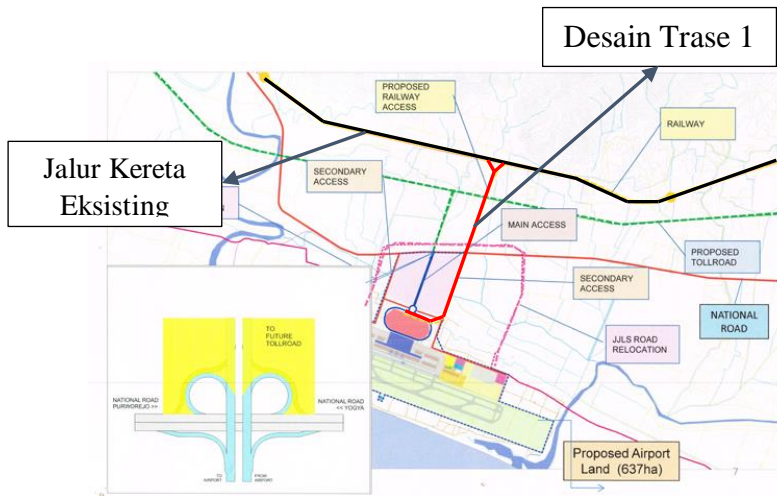 Desain Trase 1
PROPOSED
RAILWAY
ACCESS
RAILWAY
Jalur Kereta
Eksisting
SECONDARY
ACCESS
MAIN ACCESS
PROPOSED
TOLLROAD
SECONDARY
ACCESS
NATIONAL
ROAD
JJLS ROAD
RELOCATION
TO
FUTURE
TOLLROAD
NATIONAL ROAD
PURWOREJO >>
NATIONAL ROAD
<< YOGYA
TO
AIRPORT
FROM
AIRPORT
Proposed Airport
Land (637ha)
7